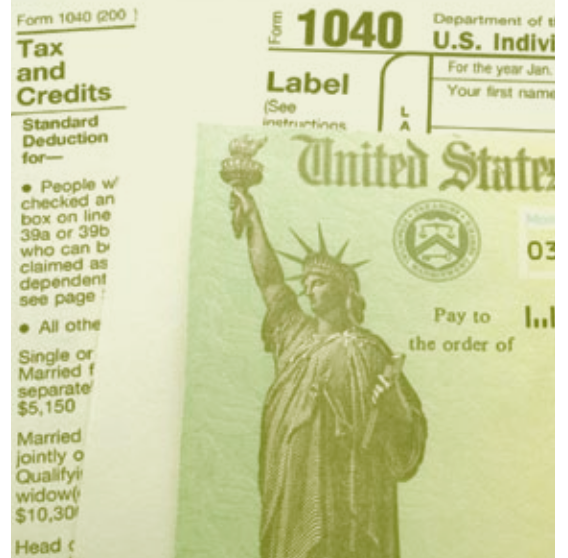 Form 1040 (200
Tax
and
Credits
Standard
Deduction
for—
• People w
checked an
box on line
39a or 39b
who can b
claimed as
dependent
see page
• All othe
Single or
Married f
separate
$5,150
Married
jointly o
Qualifyi
widow(
$10,30
Head
Form 1040
Department of t
U.S. Indivi
For the year Jan.
Your first name
Label
(See
instructions
L
A
United States
03
Pay to
the order of